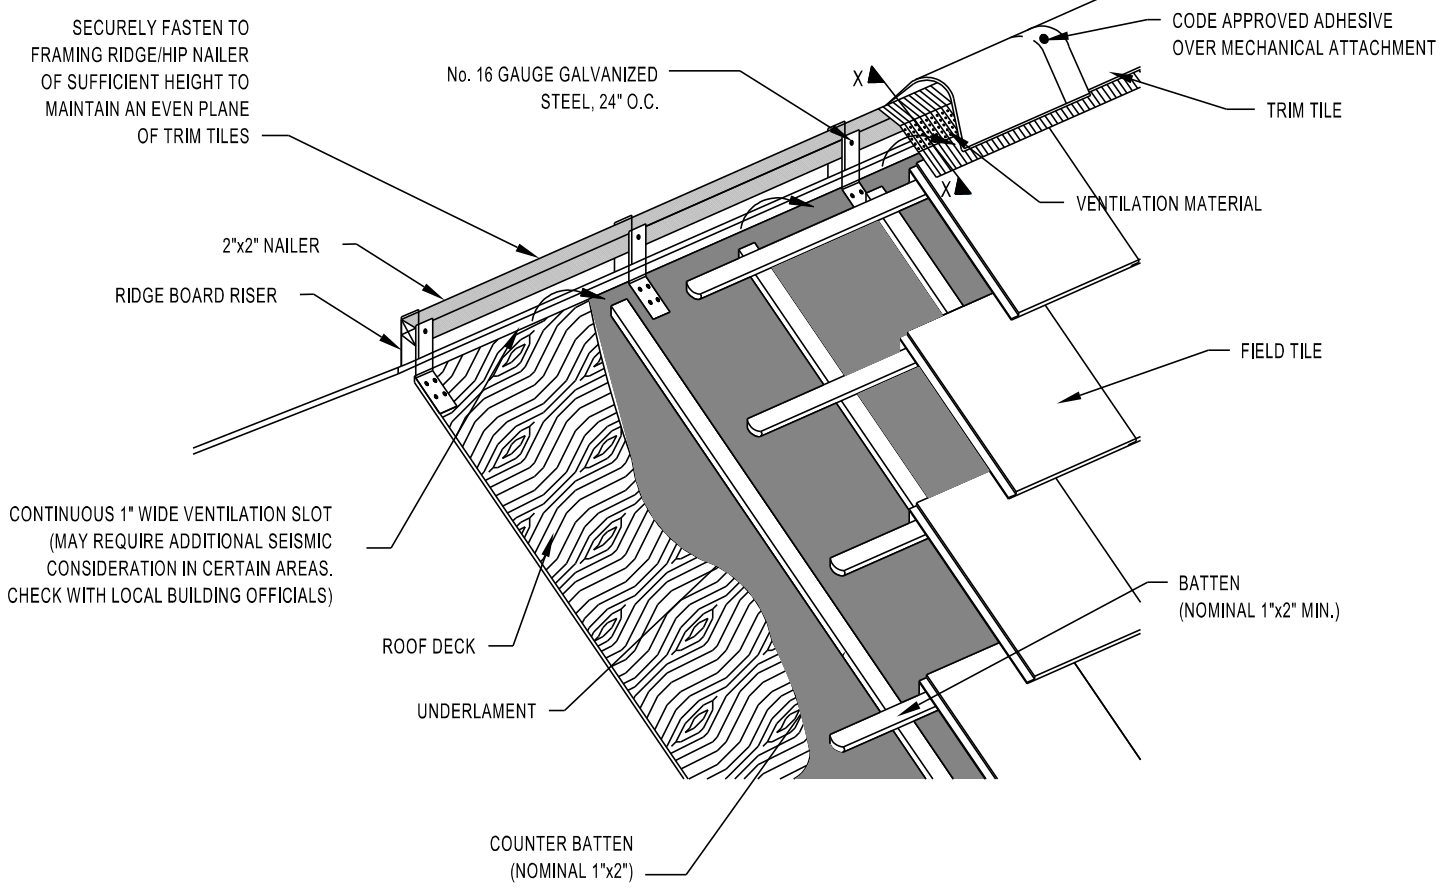 SECURELY FASTEN TO
FRAMING RIDGE/HIP NAILER
OF SUFFICIENT HEIGHT TO
MAINTAIN AN EVEN PLANE
OF TRIM TILES
No. 16 GAUGE GALVANIZED
STEEL, 24" O.C.
CODE APPROVED ADHESIVE
OVER MECHANICAL ATTACHMENT
X
TRIM TILE
X
VENTILATION MATERIAL
2"x2" NAILER
RIDGE BOARD RISER
FIELD TILE
CONTINUOUS 1" WIDE VENTILATION SLOT
(MAY REQUIRE ADDITIONAL SEISMIC
CONSIDERATION IN CERTAIN AREAS.
CHECK WITH LOCAL BUILDING OFFICIALS)
BATTEN
(NOMINAL 1"x2" MIN.)
ROOF DECK
UNDERLAMENT
COUNTER BATTEN
(NOMINAL 1"x2")